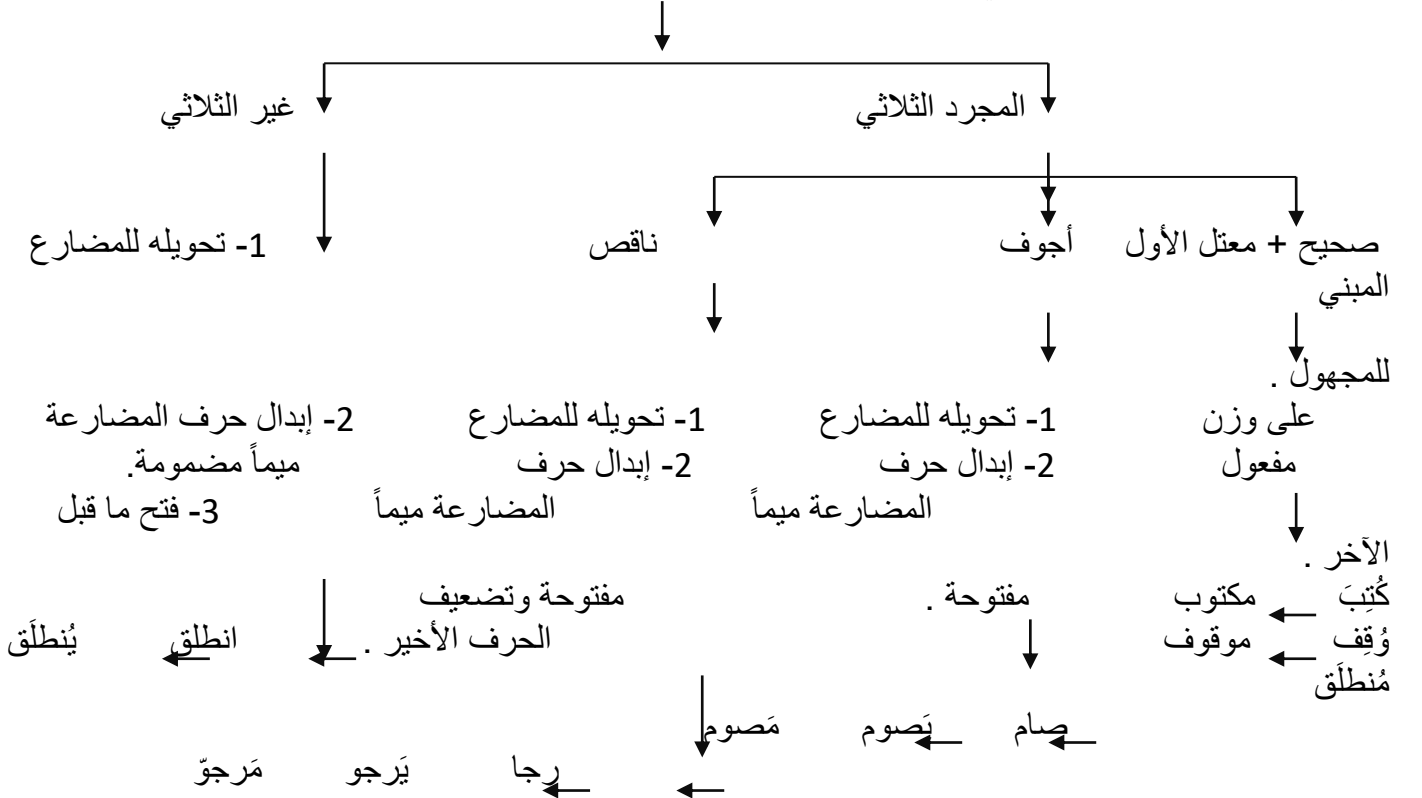 المجرد الثلاثي غير الثلاثي
صحيح + معتل الأول أجوف ناقص 1- تحويله للمضارع
المبني
للمجهول .
على وزن 1- تحويله للمضارع 1- تحويله للمضارع 2- إبدال حرف المضارعة
مفعول 2- إبدال حرف 2- إبدال حرف ميماً مضمومة.
المضارعة ميماً المضارعة ميماً 3- فتح ما قبل
الآخر .
كُتِبَ مكتوب مفتوحة . مفتوحة وتضعيف
وُقِف موقوف الحرف الأخير . انطلق يُنطلَق
مُنطلَق
صام يَصوم مَصوم
رجا يَرجو مَرجوّ